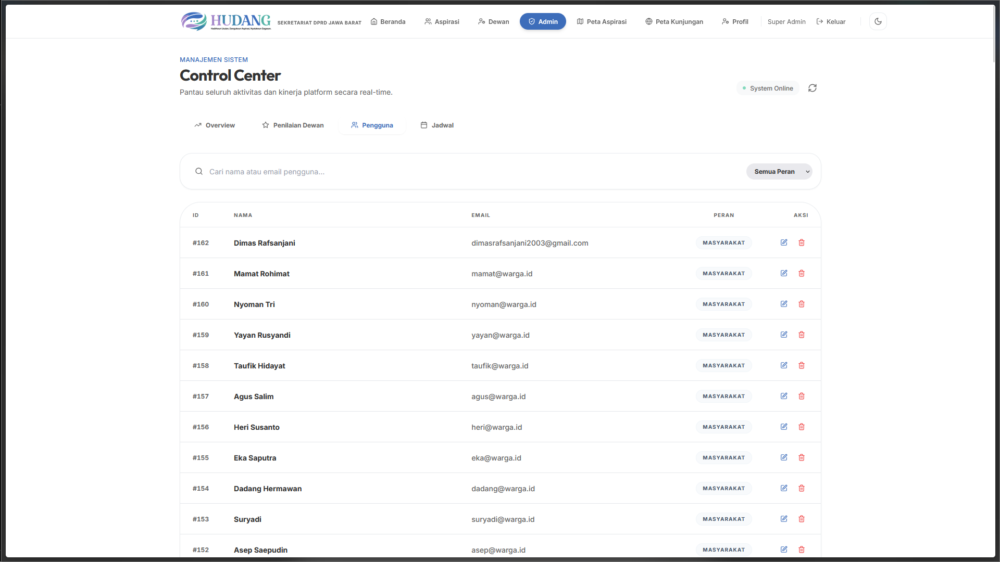 HUDANG
Hadirkeun Usulan, Dangukeun Aspirasi, Nyatakeun Gagasan.
SEKRETARIAT DPRD JAWA BARAT
Beranda
Aspirasi
Dewan
Admin
Peta Aspirasi
Peta Kunjungan
Profil
Super Admin
Keluar
MANAJEMEN SISTEM
Control Center
Pantau seluruh aktivitas dan kinerja platform secara real-time.
System Online
Overview
Penilaian Dewan
Pengguna
Jadwal
Cari nama atau email pengguna...
Semua Peran
ID NAMA EMAIL PERAN AKSI
#162 Dimas Rafsanjani dimasrafsanjani2003@gmail.com MASYARAKAT
#161 Mamat Rohimat mamat@warga.id MASYARAKAT
#160 Nyoman Tri nyoman@warga.id MASYARAKAT
#159 Yayan Rusyandi yayan@warga.id MASYARAKAT
#158 Taufik Hidayat taufik@warga.id MASYARAKAT
#157 Agus Salim agus@warga.id MASYARAKAT
#156 Heri Susanto heri@warga.id MASYARAKAT
#155 Eka Saputra eka@warga.id MASYARAKAT
#154 Dadang Hermawan dadang@warga.id MASYARAKAT
#153 Suryadi suryadi@warga.id MASYARAKAT
#152 Asep Saepudin asep@warga.id MASYARAKAT